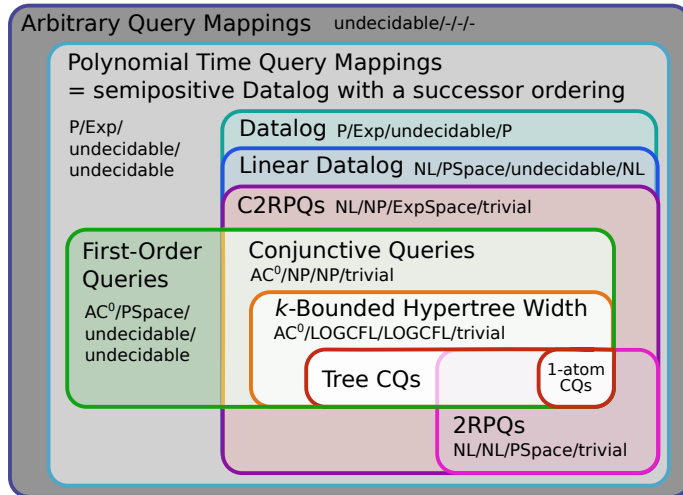 Arbitrary Query Mappings undecidable/-/-/-
Polynomial Time Query Mappings
= semipositive Datalog with a successor ordering
P/Exp/
undecidable/
undecidable
Datalog P/Exp/undecidable/P
Linear Datalog NL/PSpace/undecidable/NL
C2RPQs NL/NP/ExpSpace/trivial
First-Order
Queries
AC⁰/PSpace/
undecidable/
undecidable
Conjunctive Queries
AC⁰/NP/NP/trivial
k-Bounded Hypertree Width
AC⁰/LOGCFL/LOGCFL/trivial
Tree CQs
1-atom
CQs
2RPQs
NL/NL/PSpace/trivial